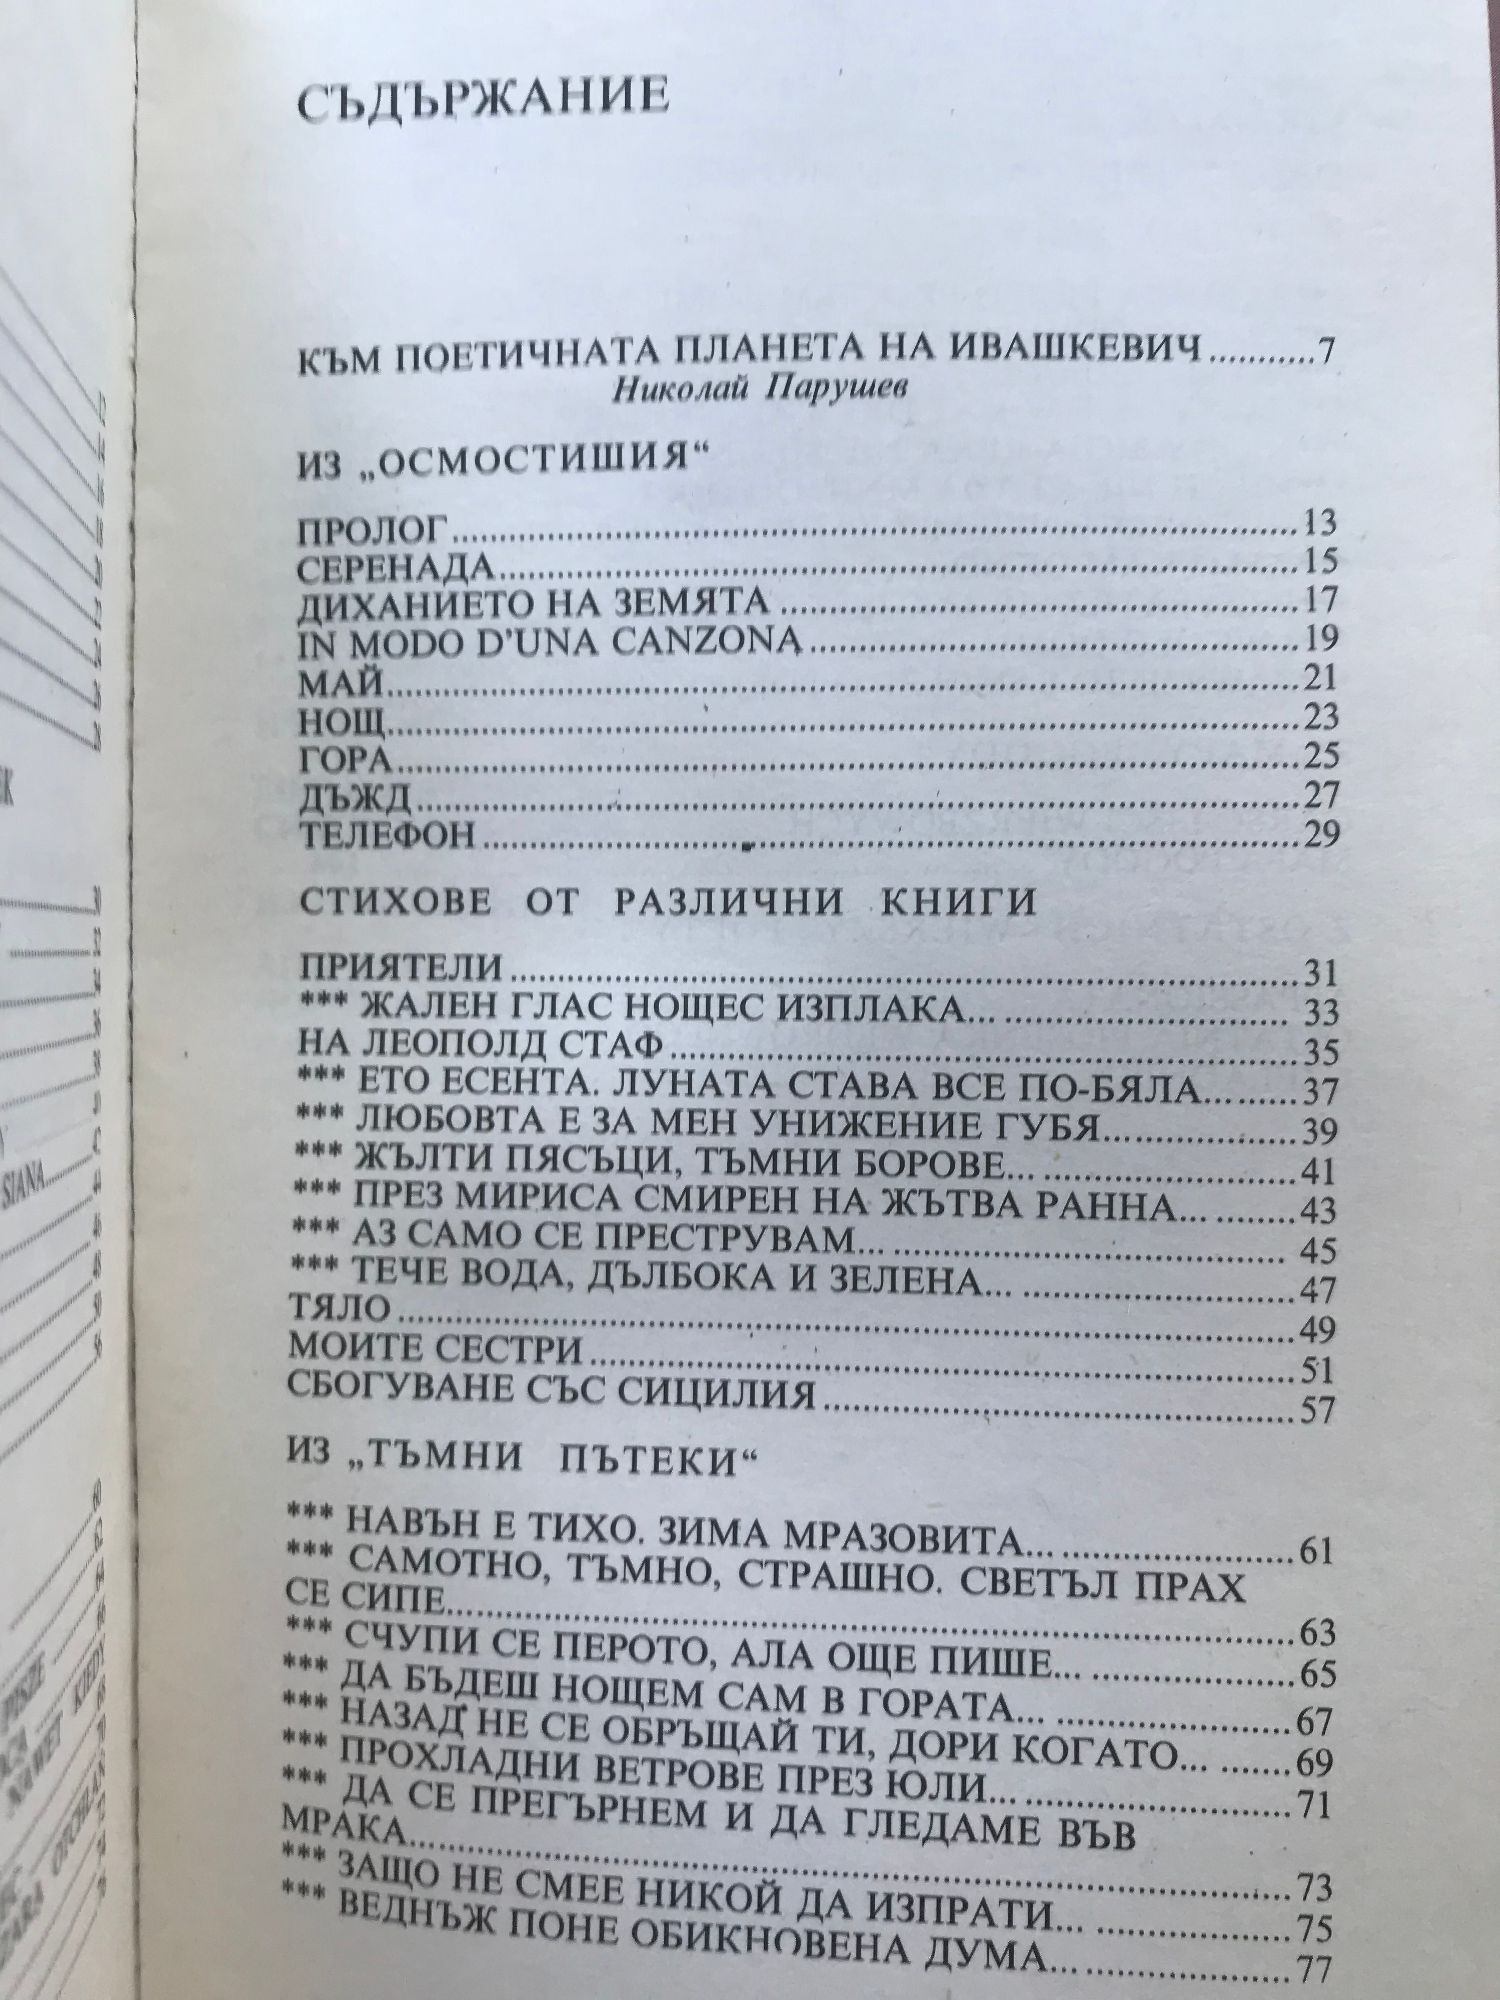 СЪДЪРЖАНИЕ
КЪМ ПОЕТИЧНАТА ПЛАНЕТА НА ИВАШКЕВИЧ...........7
Николай Парушев
ИЗ „ОСМОСТИШИЯ“
ПРОЛОГ.....13
СЕРЕНАДА.....15
ДИХАНИЕТО НА ЗЕМЯТА.....17
IN MODO D'UNA CANZONA.....19
МАЙ.....21
НОЩ.....23
ГОРА.....25
ДЪЖД.....27
ТЕЛЕФОН.....29
СТИХОВЕ ОТ РАЗЛИЧНИ КНИГИ
ПРИЯТЕЛИ.....31
*** ЖАЛЕН ГЛАС НОЩЕС ИЗПЛАКА... ..... 33
НА ЛЕОПОЛД СТАФ.....35
*** ЕТО ЕСЕНТА. ЛУНАТА СТАВА ВСЕ ПО-БЯЛА... .....37
*** ЛЮБОВТА Е ЗА МЕН УНИЖЕНИЕ ГУБЯ... .....39
*** ЖЪЛТИ ПЯСЪЦИ, ТЪМНИ БОРОВЕ... .....41
*** ПРЕЗ МИРИСА СМИРЕН НА ЖЪТВА РАННА... .....43
*** АЗ САМО СЕ ПРЕСТРУВАМ... ..... 45
*** ТЕЧЕ ВОДА, ДЪЛБОКА И ЗЕЛЕНА... .....47
ТЯЛО.....49
МОИТЕ СЕСТРИ.....51
СБОГУВАНЕ СЪС СИЦИЛИЯ.....57
ИЗ „ТЪМНИ ПЪТЕКИ“
*** НАВЪН Е ТИХО. ЗИМА МРАЗОВИТА... .....61
*** САМОТНО, ТЪМНО, СТРАШНО. СВЕТЪЛ ПРАХ
СЕ СИПЕ.....63
*** СЧУПИ СЕ ПЕРОТО, АЛА ОЩЕ ПИШЕ... .....65
*** ДА БЪДЕШ НОЩЕМ САМ В ГОРАТА... .....67
*** НАЗАД НЕ СЕ ОБРЪЩАЙ ТИ, ДОРИ КОГАТО... .....69
*** ПРОХЛАДНИ ВЕТРОВЕ ПРЕЗ ЮЛИ... .....71
*** ДА СЕ ПРЕГЪРНЕМ И ДА ГЛЕДАМЕ ВЪВ
МРАКА... .....73
*** ЗАЩО НЕ СМЕЕ НИКОЙ ДА ИЗПРАТИ... .....75
*** ВЕДНЪЖ ПОНЕ ОБИКНОВЕНА ДУМА... .....77
SIANA
PISZE
NAWET KIEDY